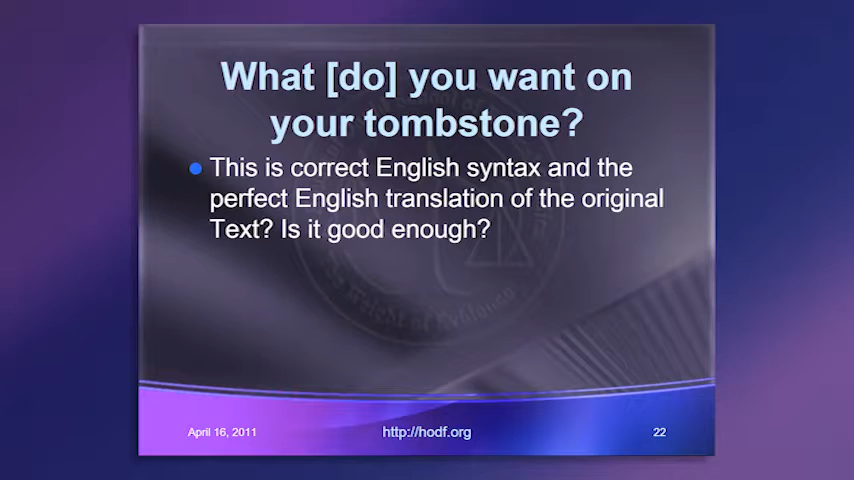 What [do] you want on
your tombstone?
This is correct English syntax and the
perfect English translation of the original
Text? Is it good enough?
April 16, 2011
http://hodf.org
22